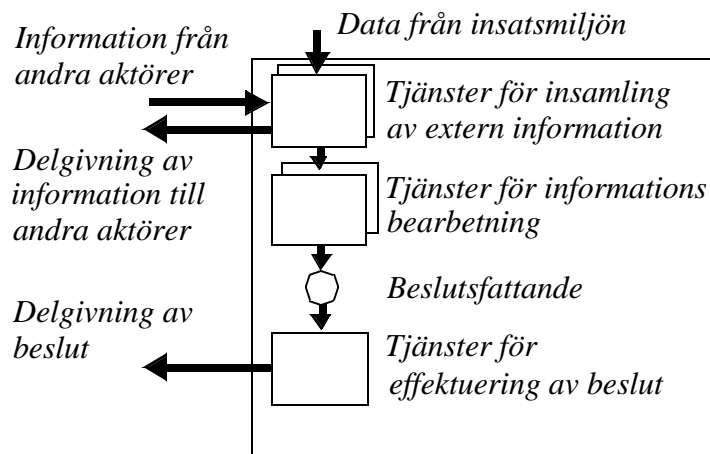 Information från
andra aktörer
Data från insatsmiljön
Tjänster för insamling
av extern information
Delgivning av
information till
andra aktörer
Tjänster för informations
bearbetning
Beslutsfattande
Delgivning av
beslut
Tjänster för
effektuering av beslut